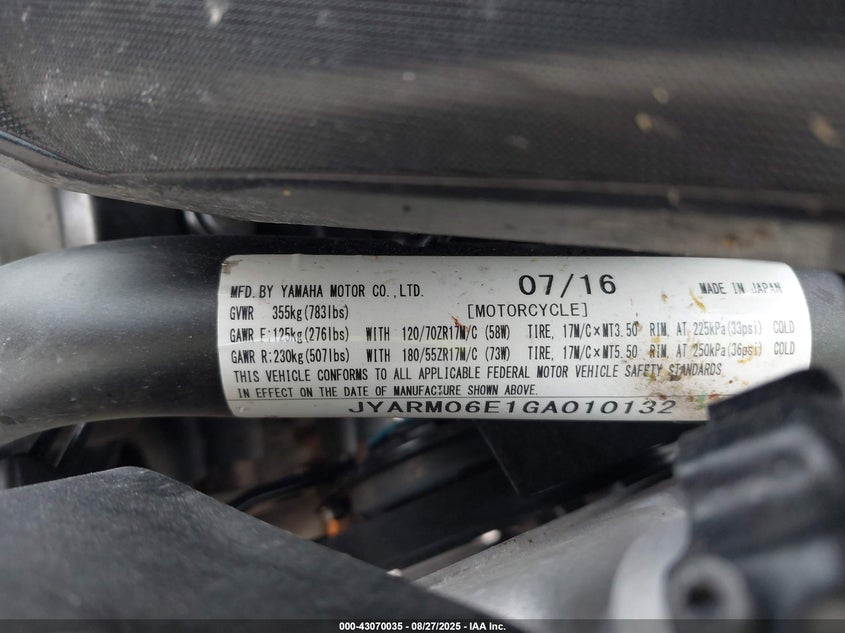 MFD. BY YAMAHA MOTOR CO., LTD. 07/16 MADE IN JAPAN
GVWR 355kg(783lbs) [MOTORCYCLE]
GAWR F:125kg(276lbs) WITH 120/70ZR17M/C (58W) TIRE, 17M/C×MT3.50 RIM, AT 225kPa(33psi) COLD
GAWR R:230kg(507lbs) WITH 180/55ZR17M/C (73W) TIRE, 17M/C×MT5.50 RIM, AT 250kPa(36psi) COLD
THIS VEHICLE CONFORMS TO ALL APPLICABLE FEDERAL MOTOR VEHICLE SAFETY STANDARDS
IN EFFECT ON THE DATE OF MANUFACTURE SHOWN ABOVE.
JYARM06E1GA010132
000-43070035 - 08/27/2025 - IAA Inc.